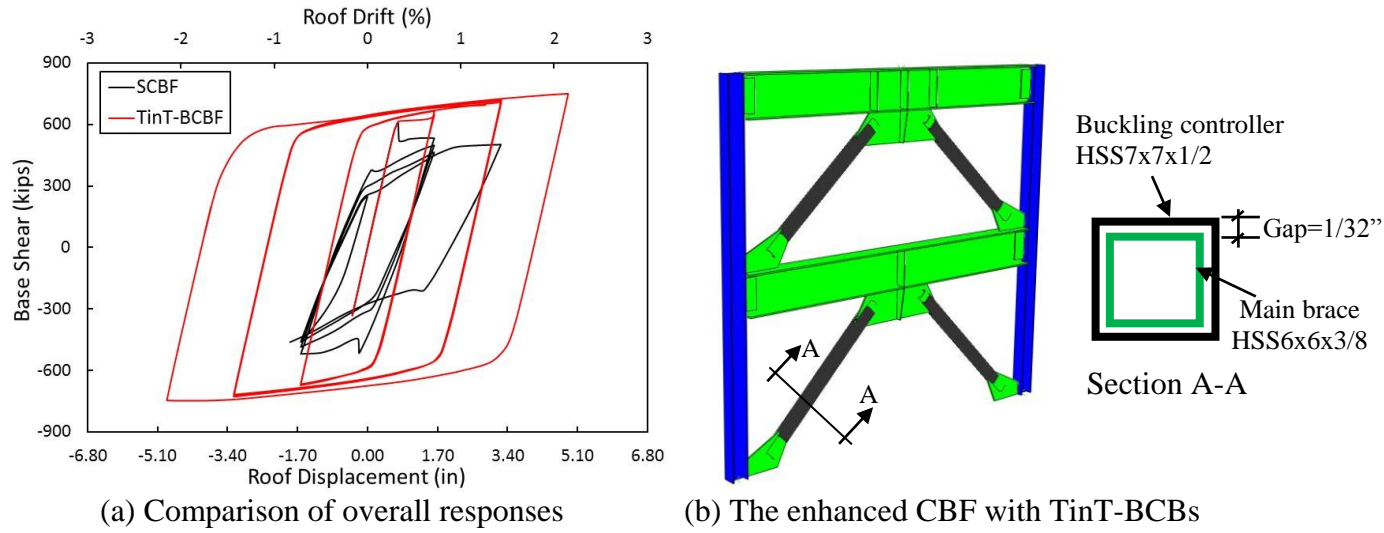 Roof Drift (%)
-3 -2 -1 0 1 2 3
900
600
300
0
-300
-600
-900
Base Shear (kips)
SCBF
TinT-BCBF
-6.80 -5.10 -3.40 -1.70 0.00 1.70 3.40 5.10 6.80
Roof Displacement (in)
(a) Comparison of overall responses
A
A
Buckling controller
HSS7x7x1/2
Gap=1/32”
Main brace
HSS6x6x3/8
Section A-A
(b) The enhanced CBF with TinT-BCBs